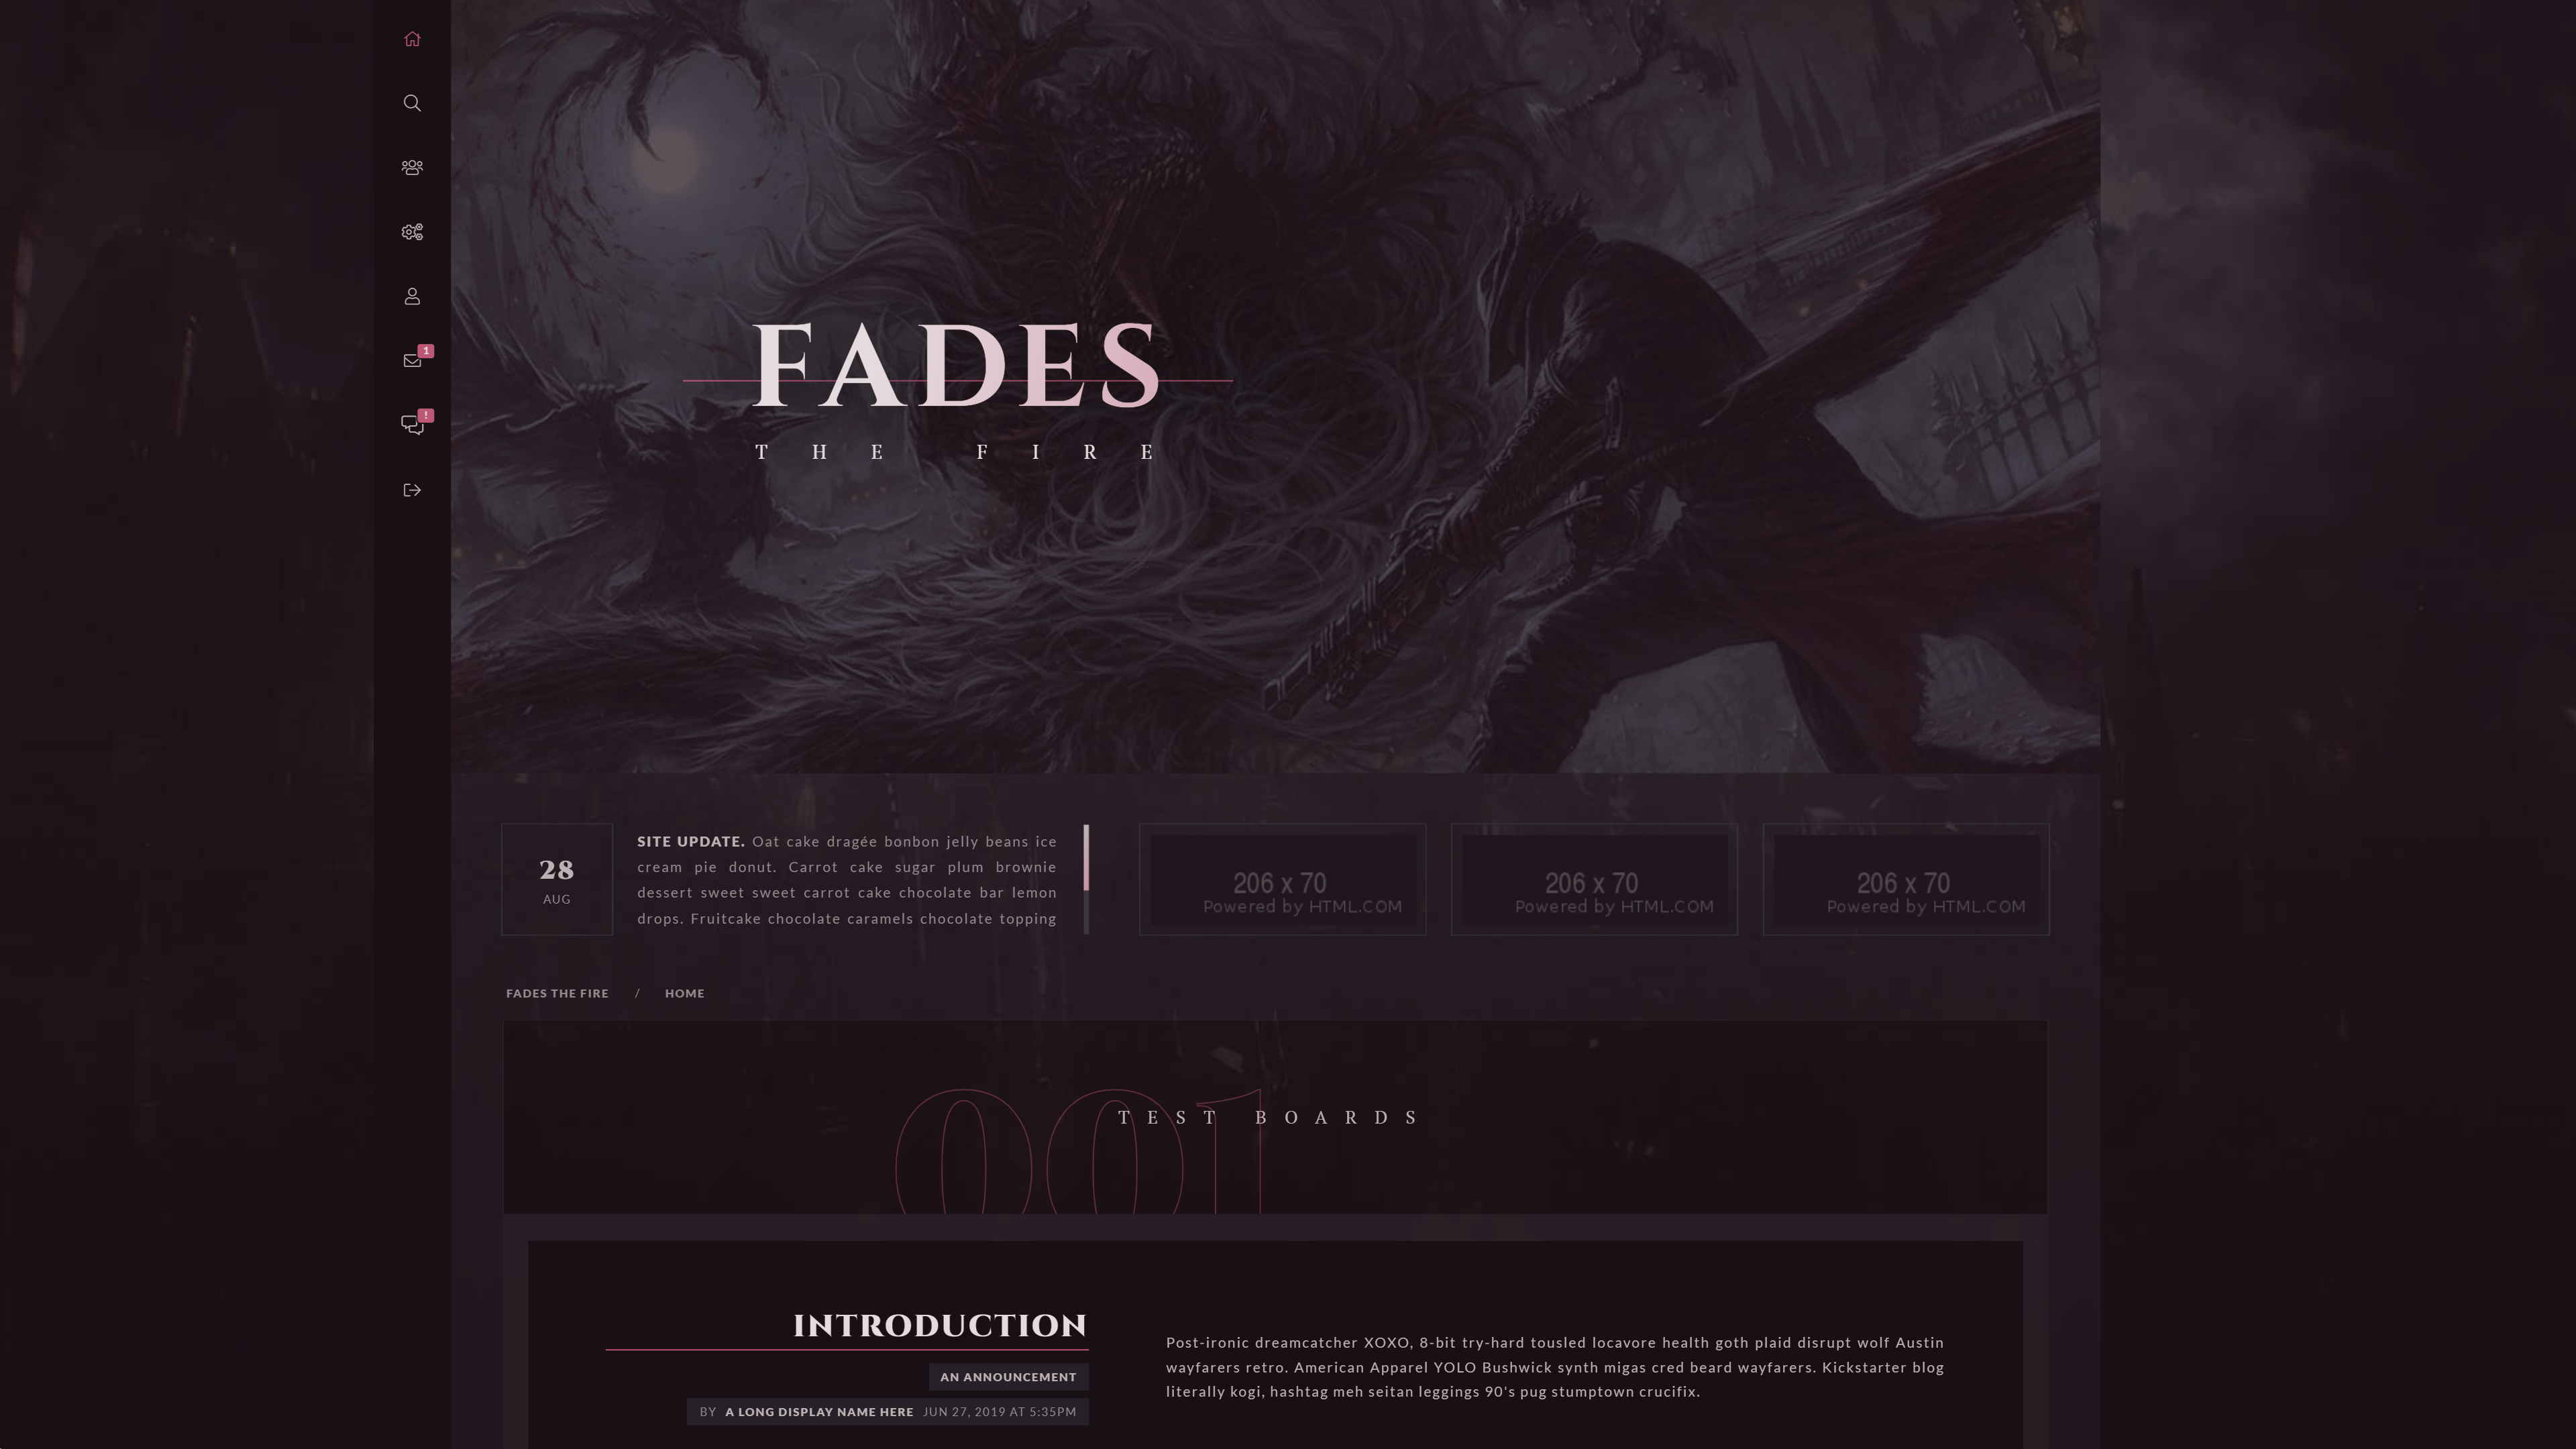 1
!
FADES
THE FIRE
28
AUG
SITE UPDATE. Oat cake dragée bonbon jelly beans ice
cream pie donut. Carrot cake sugar plum brownie
dessert sweet sweet carrot cake chocolate bar lemon
drops. Fruitcake chocolate caramels chocolate topping
206 x 70
Powered by HTML.COM
206 x 70
Powered by HTML.COM
206 x 70
Powered by HTML.COM
FADES THE FIRE / HOME
001
TEST BOARDS
INTRODUCTION
AN ANNOUNCEMENT
BY A LONG DISPLAY NAME HERE JUN 27, 2019 AT 5:35PM
Post-ironic dreamcatcher XOXO, 8-bit try-hard tousled locavore health goth plaid disrupt wolf Austin
wayfarers retro. American Apparel YOLO Bushwick synth migas cred beard wayfarers. Kickstarter blog
literally kogi, hashtag meh seitan leggings 90's pug stumptown crucifix.